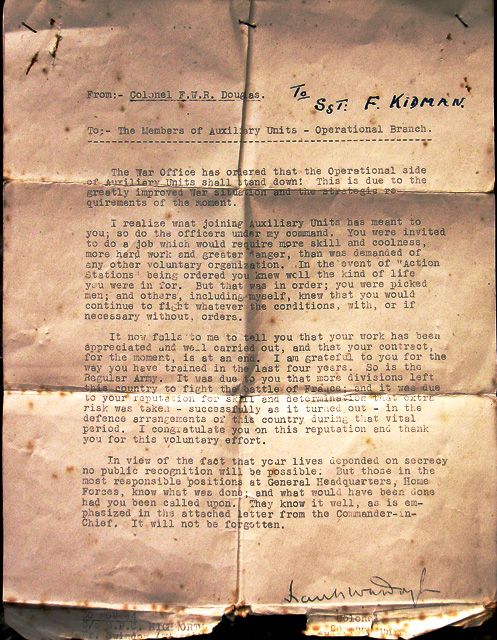 To
Sgt: F. KIDMAN.
From:- Colonel F.W.R. Douglas.
To;- The Members of Auxiliary Units - Operational Branch.
The War Office has ordered that the Operational side
of Auxiliary Units shall stand down! This is due to the
greatly improved War situation and the strategic re-
quirements of the moment.
I realize what joining Auxiliary Units has meant to
you; so do the officers under my command. You were invited
to do a job which would require more skill and coolness,
more hard work and greater danger, than was demanded of
any other voluntary organization. In the event of "Action
Stations" being ordered you knew well the kind of life
you were in for. But that was in order; you were picked
men; and others, including myself, knew that you would
continue to fight whatever the conditions, with, or if
necessary without, orders.
It now falls to me to tell you that your work has been
appreciated and well carried out, and that your contract,
for the moment, is at an end. I am grateful to you for the
way you have trained in the last four years. So is the
Regular Army. It was due to you that more divisions left
this country to fight the battle of France; and it was due
to your reputation for skill and determination that extra
risk was taken - successfully as it turned out - in the
defence arrangements of this country during that vital
period. I congratulate you on this reputation and thank
you for this voluntary effort.
In view of the fact that your lives depended on secrecy
no public recognition will be possible. But those in the
most responsible positions at General Headquarters, Home
Forces, know what was done; and what would have been done
had you been called upon. They know it well, as is em-
phasized in the attached letter from the Commander-in-
Chief. It will not be forgotten.
Colonel